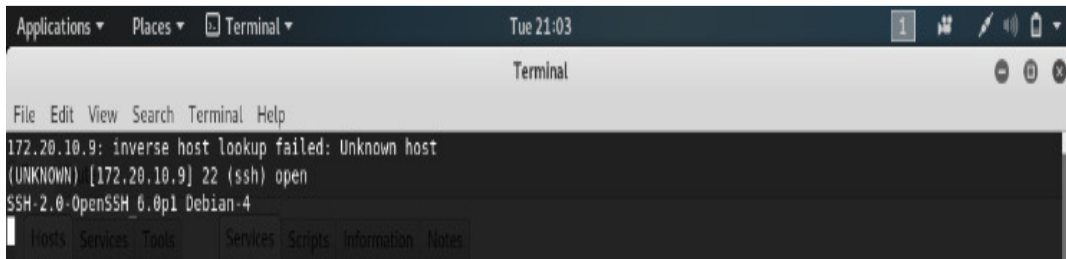 Applications Places Terminal Tue 21:03 1
Terminal
File Edit View Search Terminal Help
172.20.10.9: inverse host lookup failed: Unknown host
(UNKNOWN) [172.20.10.9] 22 (ssh) open
SSH-2.0-OpenSSH_6.0p1 Debian-4
Hosts Services Tools Services Scripts Information Notes